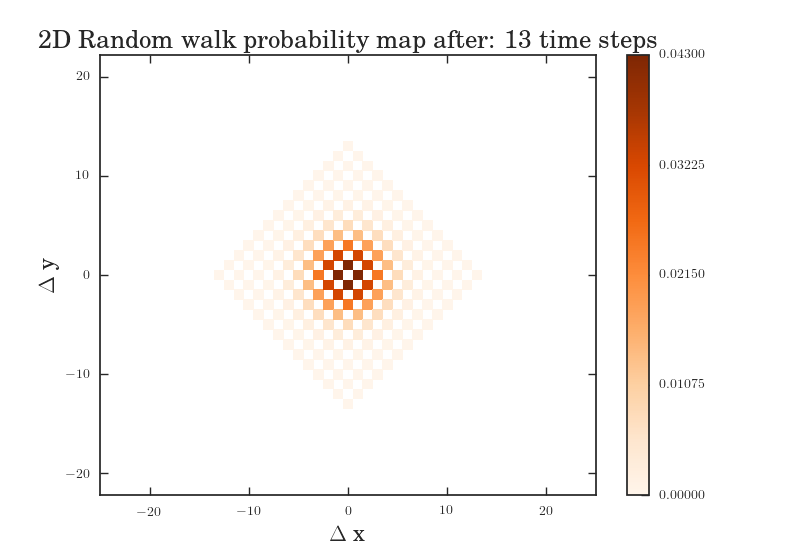 2D Random walk probability map after: 13 time steps
0.04300
20
0.03225
10
Δ y
0
0.02150
−10
0.01075
−20
0.00000
−20 −10 0 10 20
Δ x